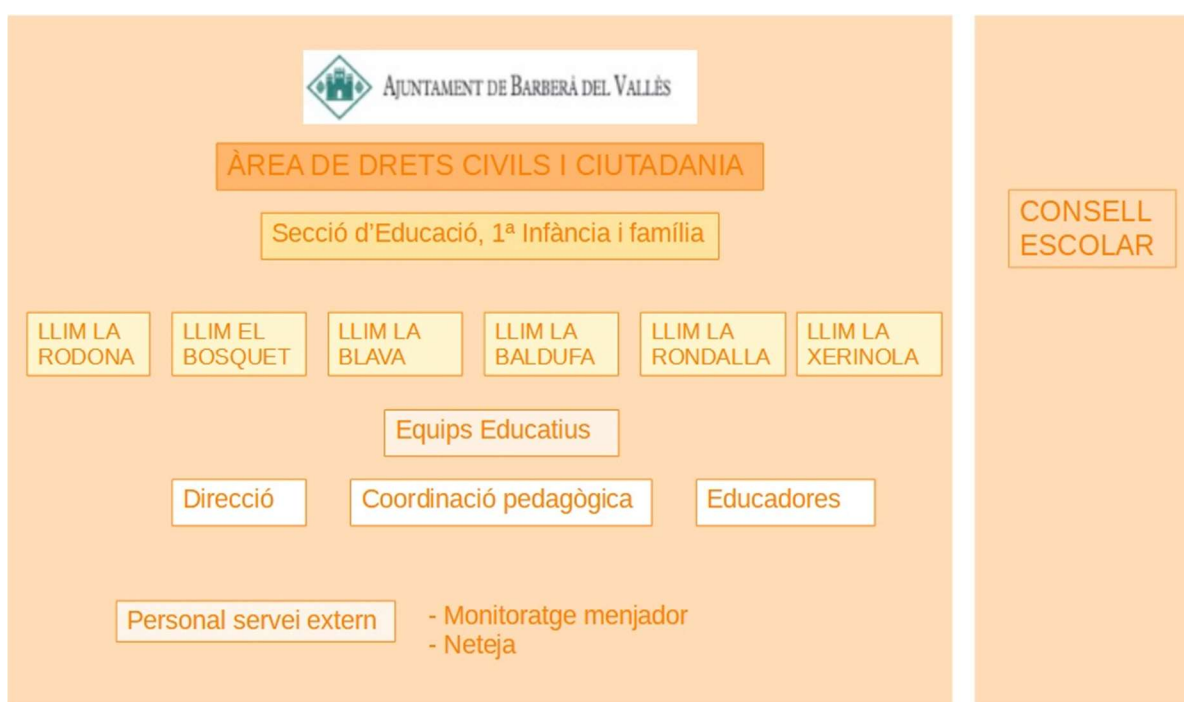 AJUNTAMENT DE BARBERÀ DEL VALLÈS
ÀREA DE DRETS CIVILS I CIUTADANIA
Secció d'Educació, 1ª Infància i família
LLIM LA
RODONA
LLIM EL
BOSQUET
LLIM LA
BLAVA
LLIM LA
BALDUFA
LLIM LA
RONDALLA
LLIM LA
XERINOLA
Equips Educatius
Direcció
Coordinació pedagògica
Educadores
Personal servei extern
- Monitoratge menjador
- Neteja
CONSELL
ESCOLAR